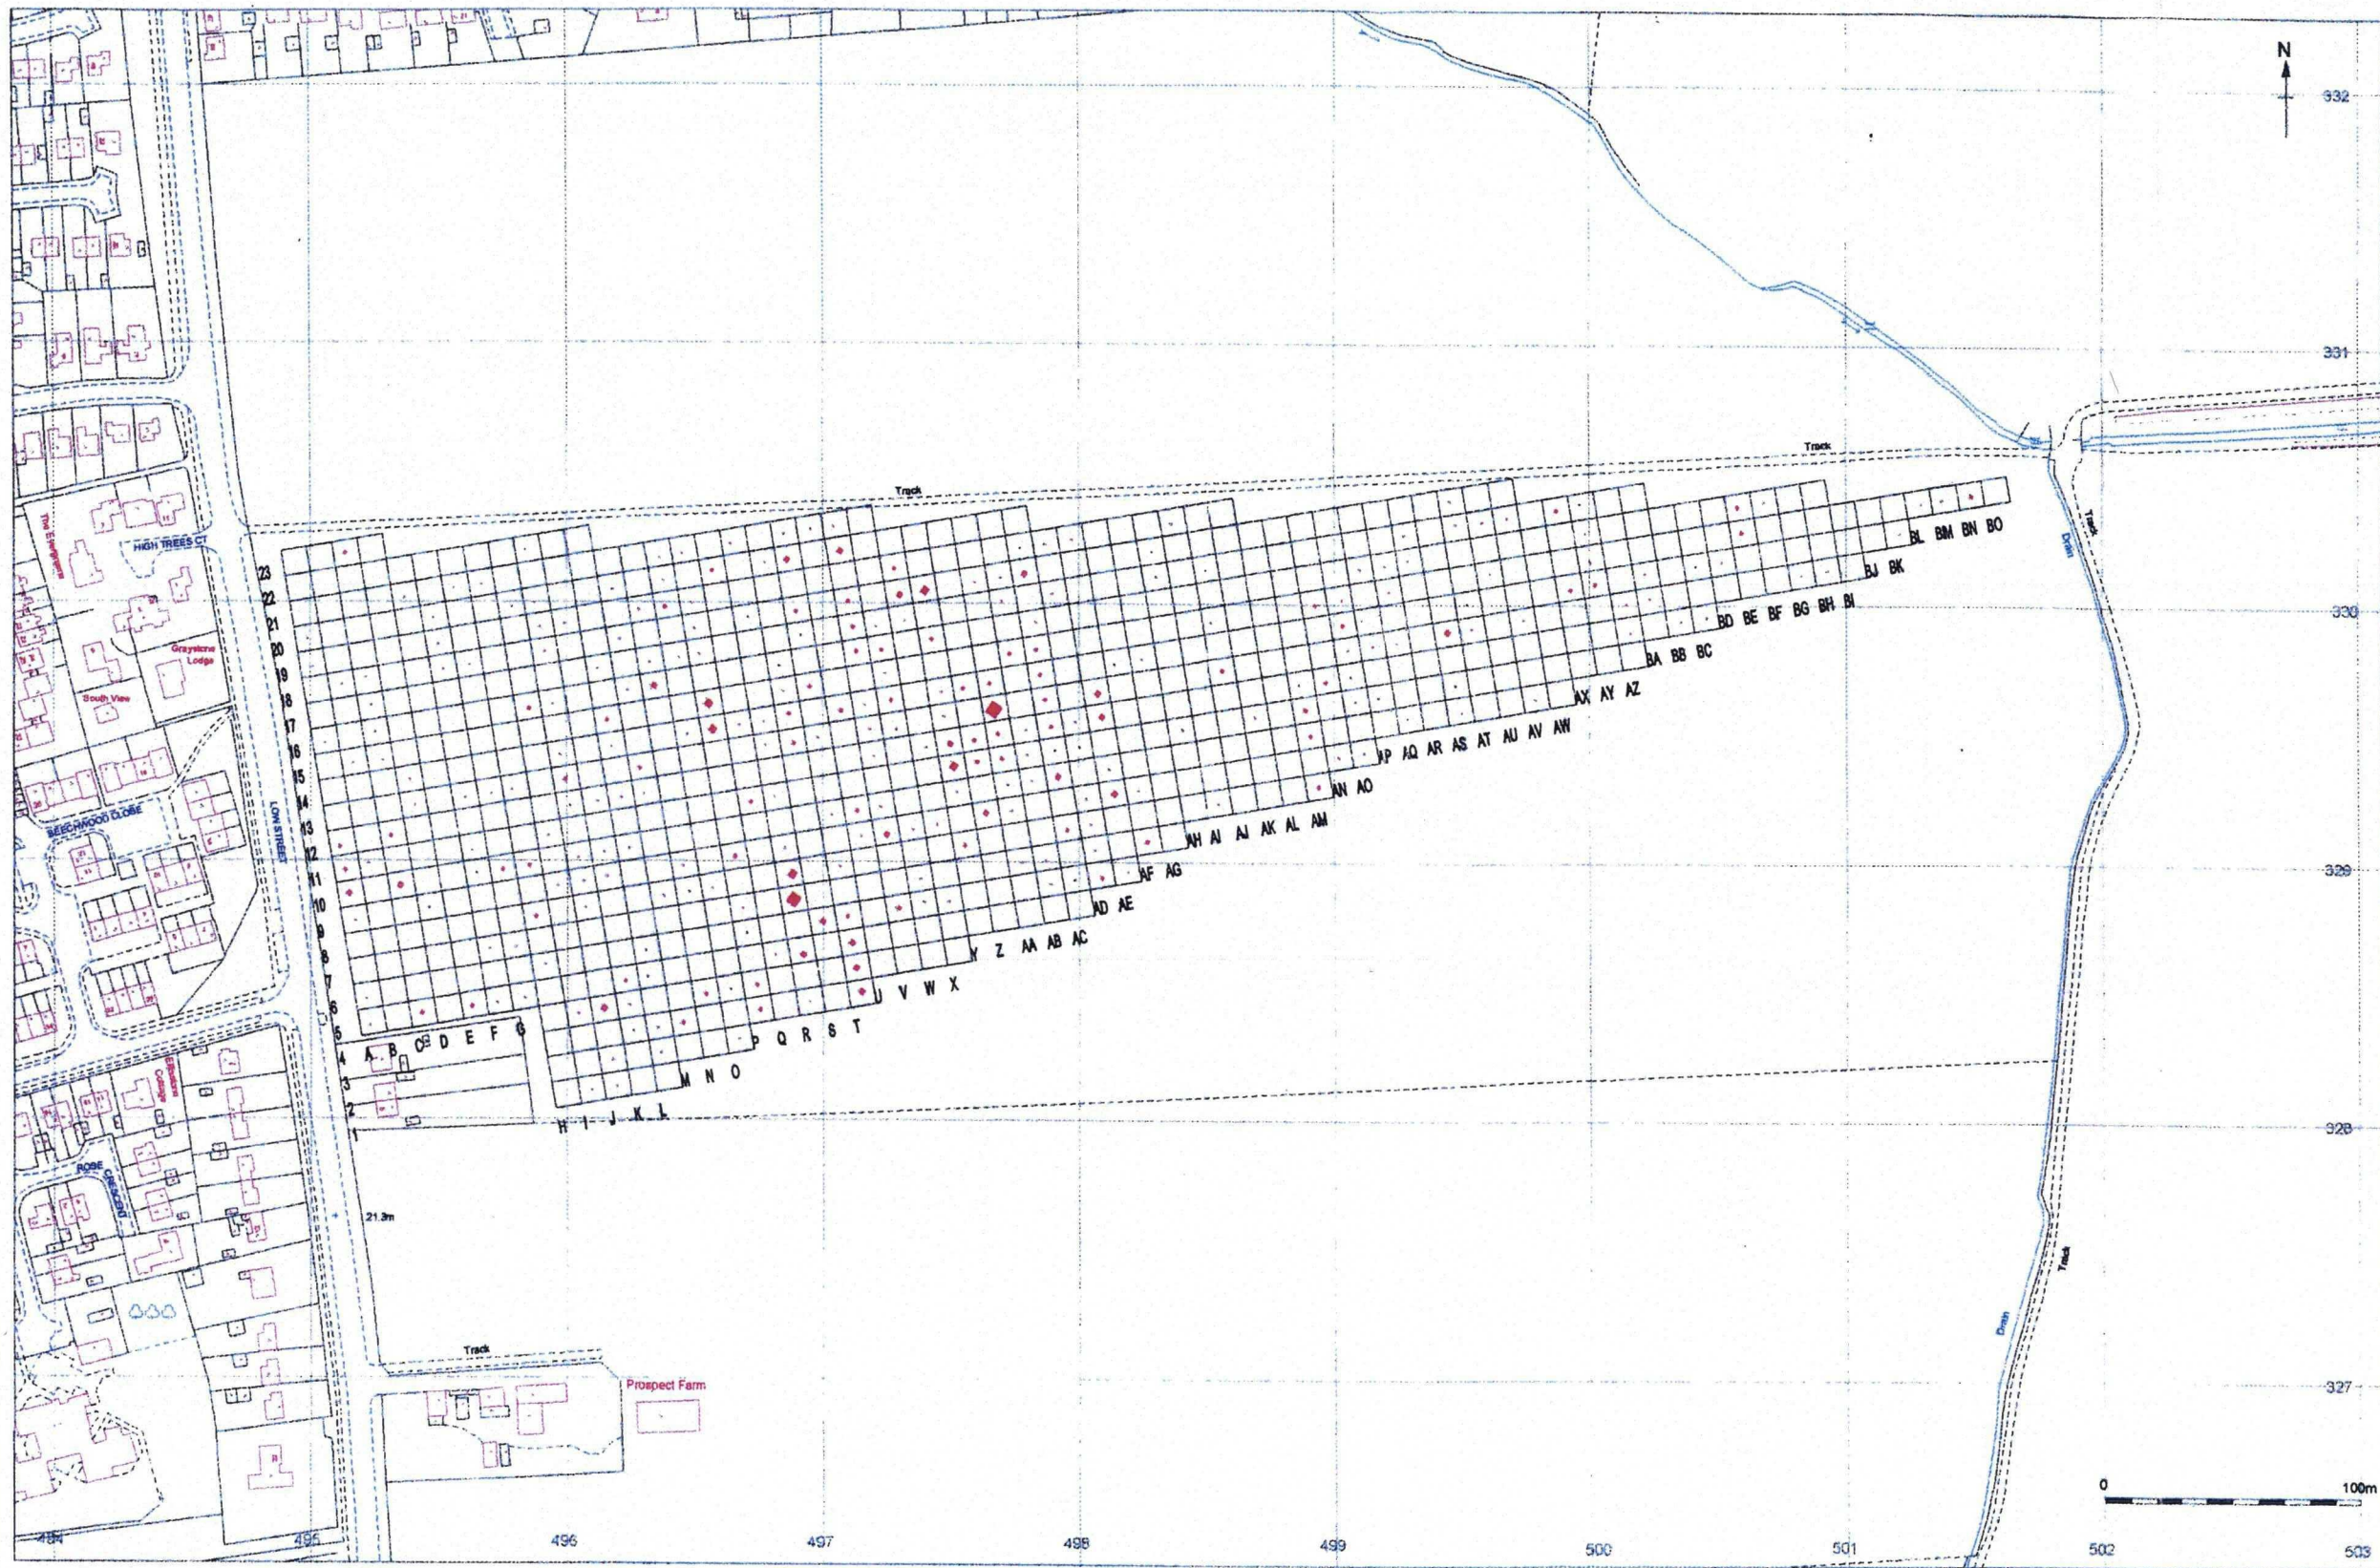 N
332
331
330
329
328
327
Track
Track
Track
Drain
Track
Drain
Track
HIGH TREES CT
Graystone
Lodge
South View
BEECHWOOD CLOSE
LOW STREET
ROSE CRESCENT
Cottage
21.3m
Track
Prospect Farm
23
22
21
20
19
18
17
16
15
14
13
12
11
10
9
8
7
6
5
4
3
2
1
A B C D E F G
H I J K L
M N O
P Q R S T
U V W X
Y Z AA AB AC
AD AE
AF AG
AH AI AJ AK AL AM
AN AO
AP AQ AR AS AT AU AV AW
AX AY AZ
BA BB BC
BD BE BF BG BH BI
BJ BK
BL BM BN BO
0 100m
484 495 496 497 498 499 500 501 502 503